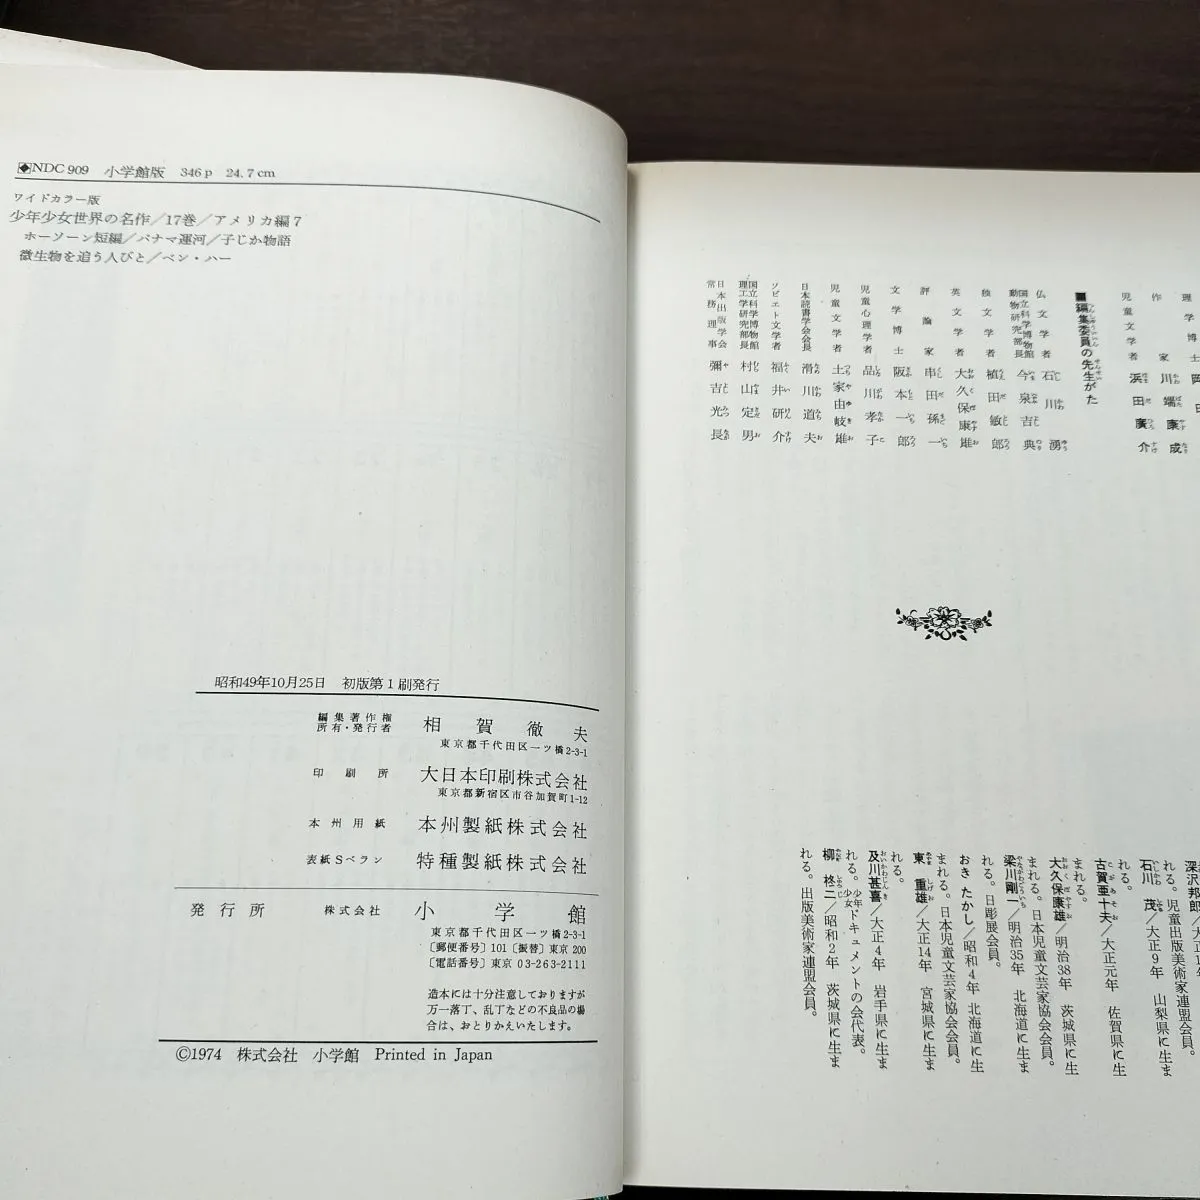 NDC 909 小学館版 346p 24.7cm
ワイドカラー版
少年少女世界の名作/17巻/アメリカ編7
ホーソーン短編/パナマ運河/子じか物語
微生物を追う人びと/ベン・ハー
昭和49年10月25日 初版第1刷発行
編集著作権
所有・発行者 相賀徹夫
東京都千代田区一ツ橋2-3-1
印刷所 大日本印刷株式会社
東京都新宿区市谷加賀町1-12
本州用紙 本州製紙株式会社
表紙Sベラン 特種製紙株式会社
発行所 株式会社 小学館
東京都千代田区一ツ橋2-3-1
〔郵便番号〕101〔振替〕東京200
〔電話番号〕東京03-263-2111
造本には十分注意しておりますが
万一落丁、乱丁などの不良品の場
合は、おとりかえいたします。
©1974 株式会社 小学館 Printed in Japan
作家 川端康成
児童文学者 浜田廣介
■編集委員の先生がた
仏文学者 石川湧
国立科学博物館動物研究部長 今泉吉典
独文学者 植田敏郎
英文学者 大久保康雄
評論家 串田孫一
文学博士 阪本一郎
児童心理学者 品川孝子
児童文学者 土家由岐雄
日本読書学会会長 滑川道夫
ソビエト文学者 福井研介
国立科学博物館理工学研究部長 村山定男
日本出版学会常務理事 彌吉光長
深沢邦郎/大正
れる。児童出版美術家連盟会員。
石川茂/大正9年 山梨県に生ま
れる。
古賀亜十夫/大正元年 佐賀県に生
まれる。
大久保康雄/明治38年 茨城県に生
まれる。日本児童文芸家協会会員。
梁川剛一/明治35年 北海道に生ま
れる。日彫展会員。
おきたかし/昭和4年 北海道に生
まれる。日本児童文芸家協会会員。
東重雄/大正14年 宮城県に生ま
れる。
及川甚喜/大正4年 岩手県に生ま
れる。少年少女ドキュメントの会代表。
柳柊二/昭和2年 茨城県に生ま
れる。出版美術家連盟会員。